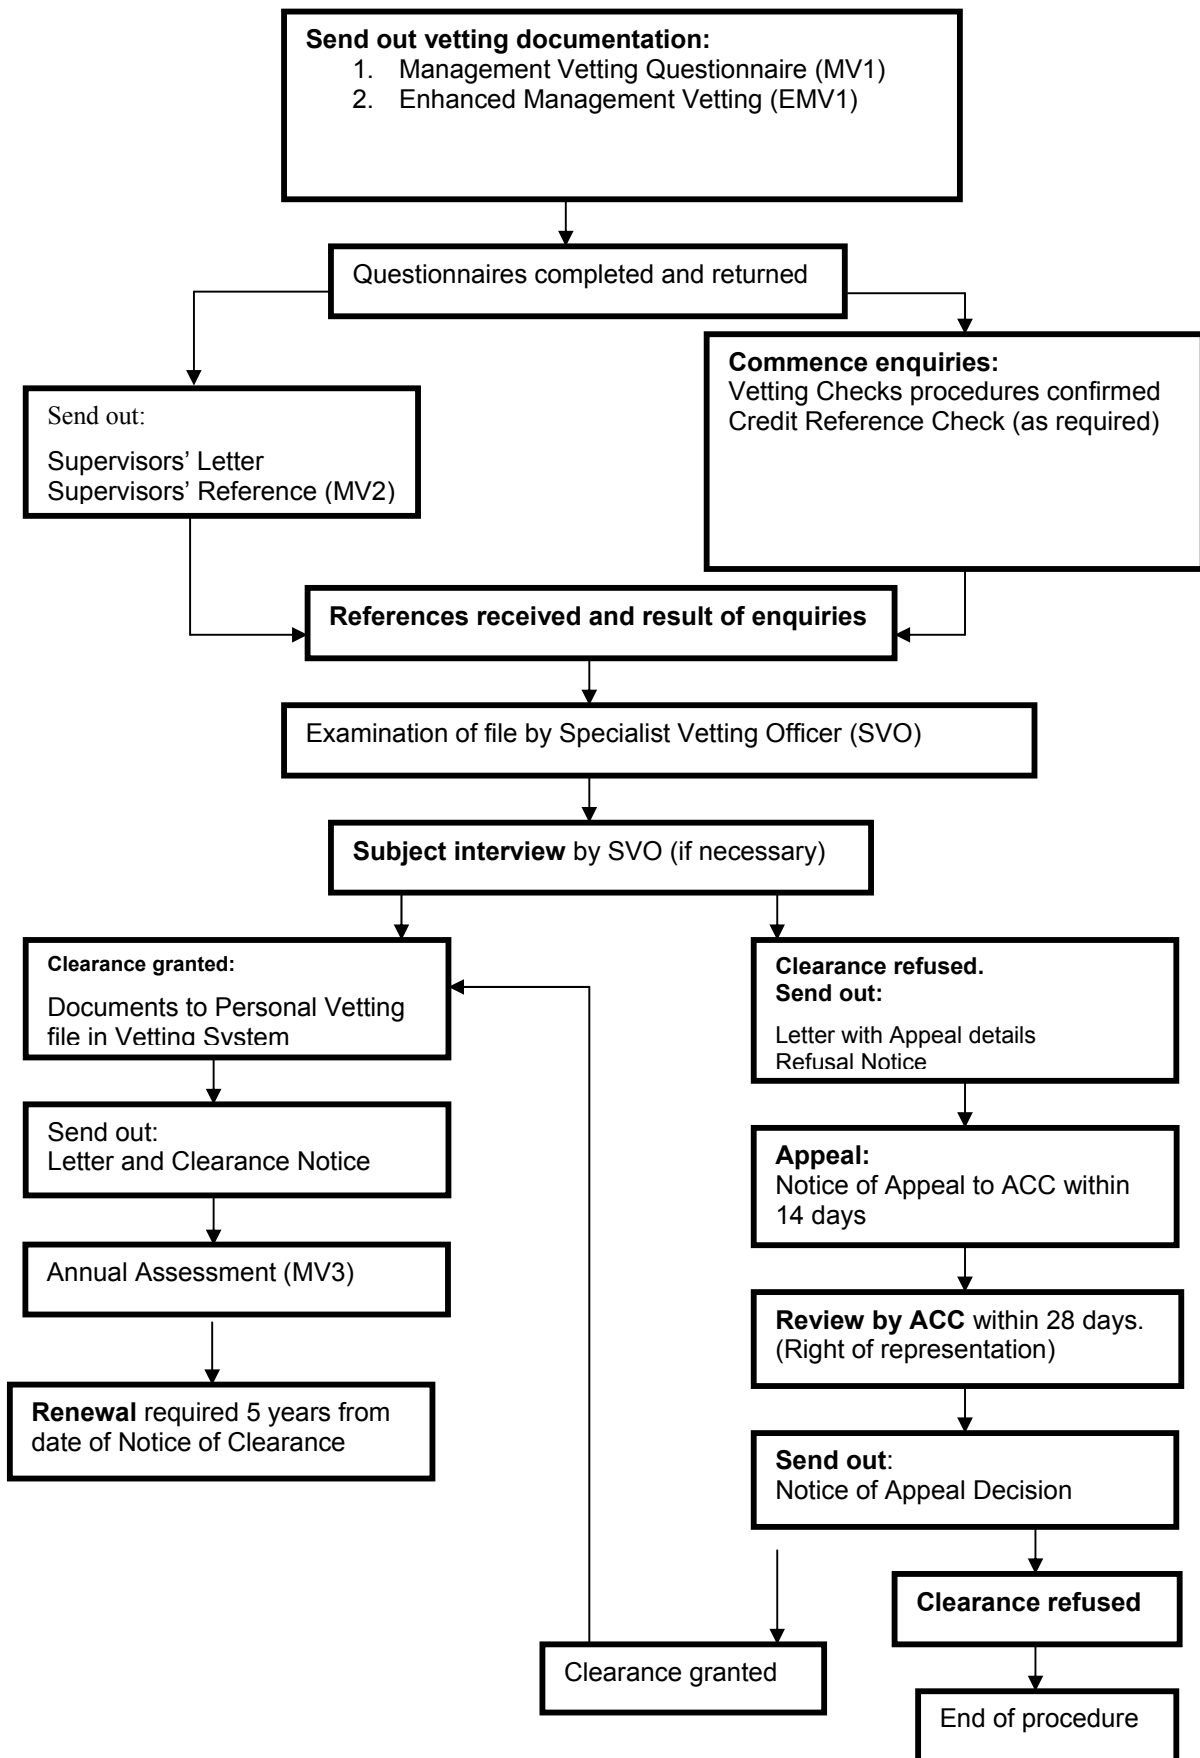 Send out vetting documentation:
1. Management Vetting Questionnaire (MV1)
2. Enhanced Management Vetting (EMV1)
Questionnaires completed and returned
Commence enquiries:
Vetting Checks procedures confirmed
Credit Reference Check (as required)
Send out:
Supervisors’ Letter
Supervisors’ Reference (MV2)
References received and result of enquiries
Examination of file by Specialist Vetting Officer (SVO)
Subject interview by SVO (if necessary)
Clearance granted:
Documents to Personal Vetting
file in Vetting System
Clearance refused.
Send out:
Letter with Appeal details
Refusal Notice
Send out:
Letter and Clearance Notice
Appeal:
Notice of Appeal to ACC within
14 days
Annual Assessment (MV3)
Review by ACC within 28 days.
(Right of representation)
Renewal required 5 years from
date of Notice of Clearance
Send out:
Notice of Appeal Decision
Clearance refused
Clearance granted
End of procedure